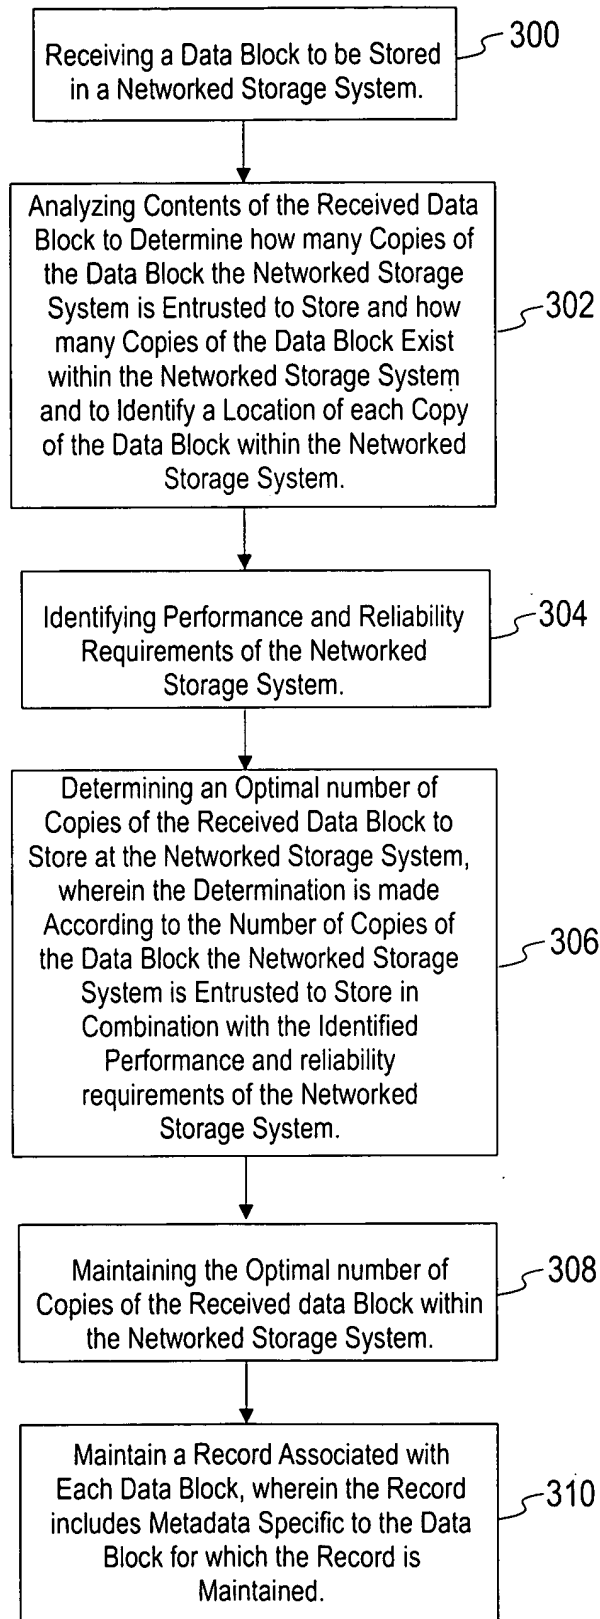 Receiving a Data Block to be Stored
in a Networked Storage System.
300
Analyzing Contents of the Received Data
Block to Determine how many Copies of
the Data Block the Networked Storage
System is Entrusted to Store and how
many Copies of the Data Block Exist
within the Networked Storage System
and to Identify a Location of each Copy
of the Data Block within the Networked
Storage System.
302
Identifying Performance and Reliability
Requirements of the Networked
Storage System.
304
Determining an Optimal number of
Copies of the Received Data Block to
Store at the Networked Storage System,
wherein the Determination is made
According to the Number of Copies of
the Data Block the Networked Storage
System is Entrusted to Store in
Combination with the Identified
Performance and reliability
requirements of the Networked
Storage System.
306
Maintaining the Optimal number of
Copies of the Received data Block within
the Networked Storage System.
308
Maintain a Record Associated with
Each Data Block, wherein the Record
includes Metadata Specific to the Data
Block for which the Record is
Maintained.
310